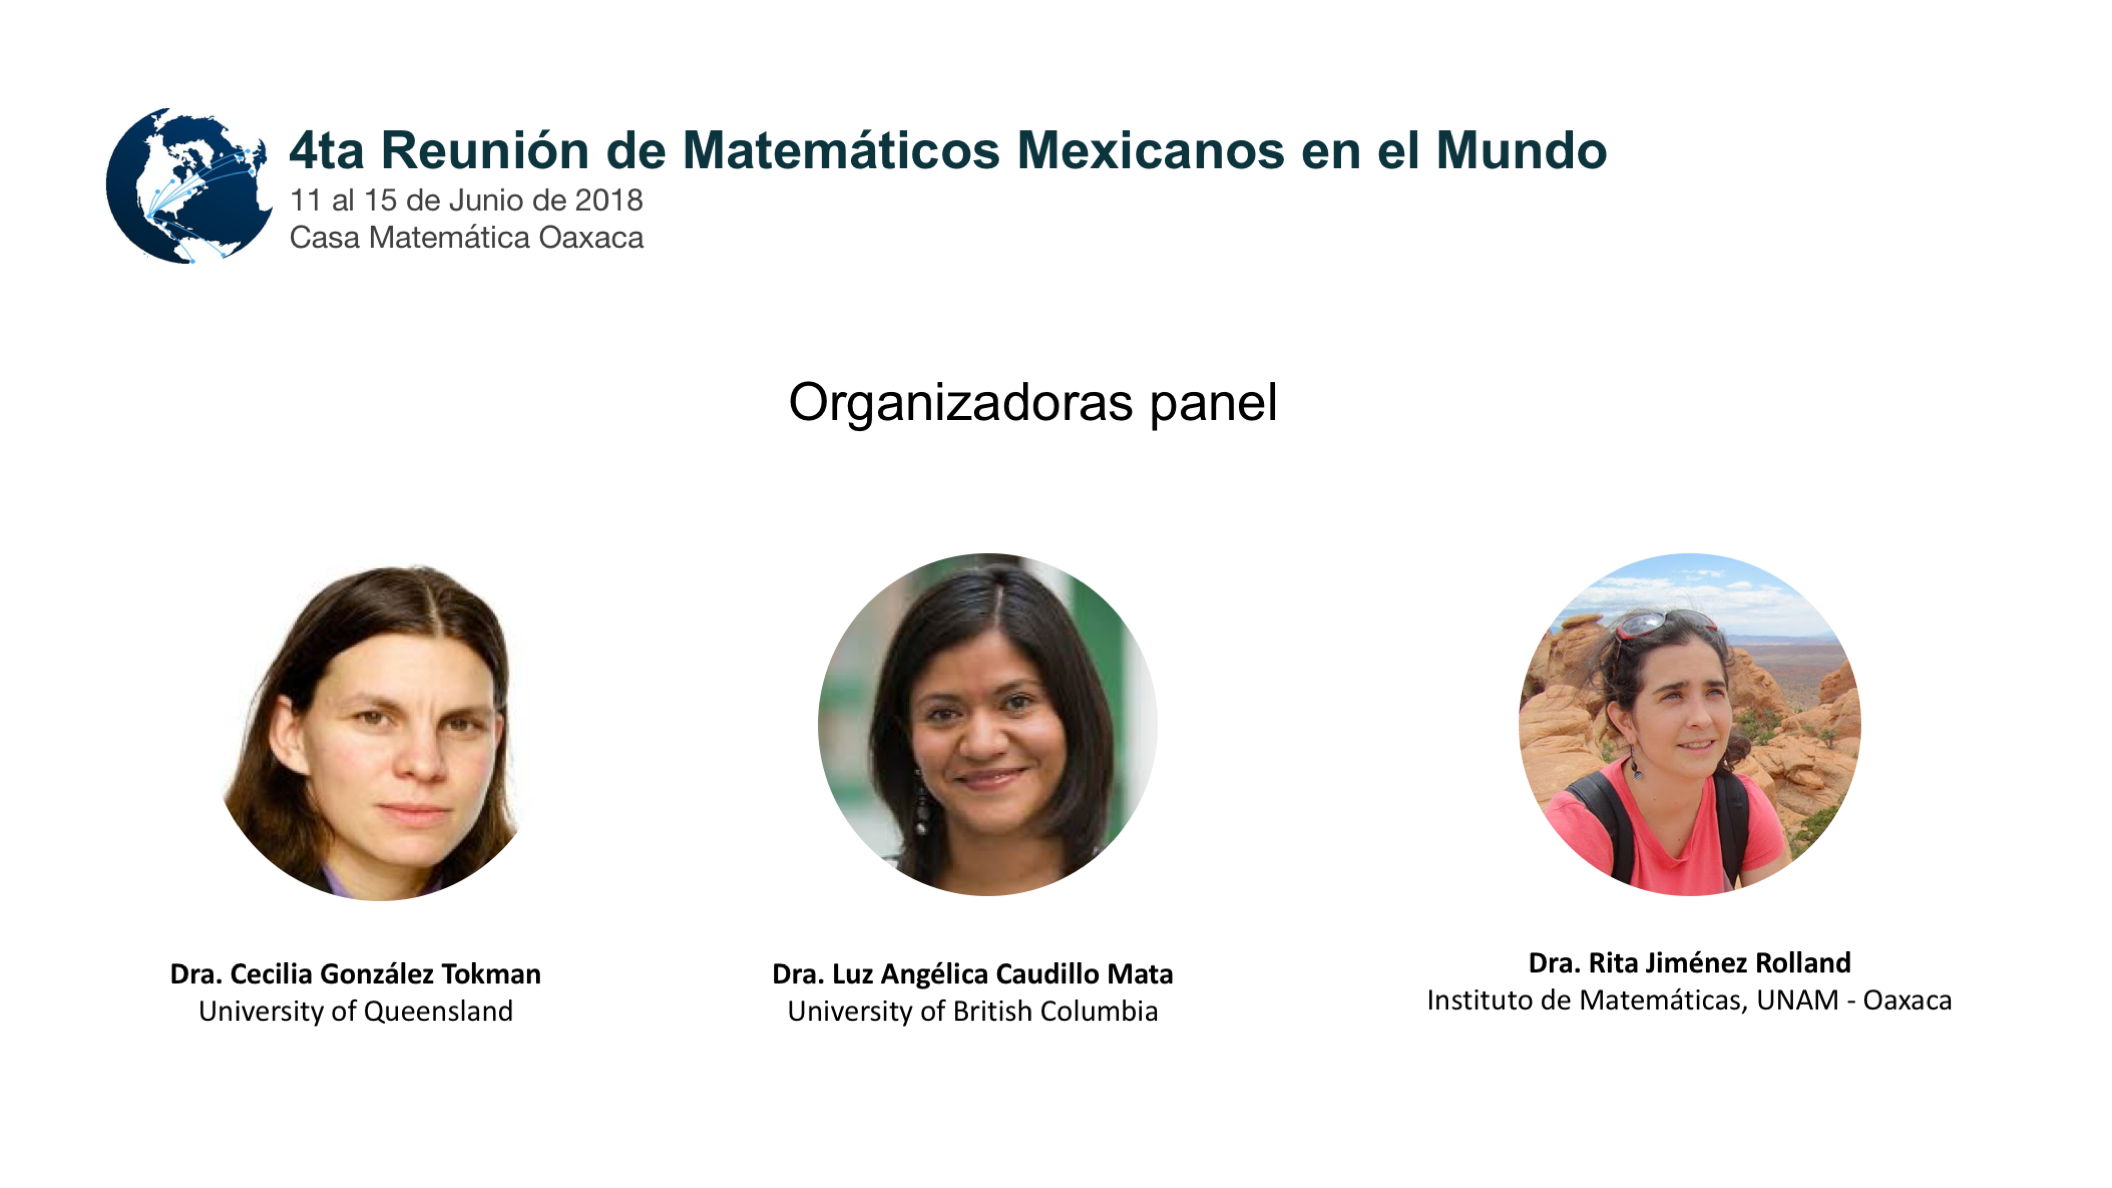 4ta Reunión de Matemáticos Mexicanos en el Mundo
11 al 15 de Junio de 2018
Casa Matemática Oaxaca
Organizadoras panel
Dra. Cecilia González Tokman
University of Queensland
Dra. Luz Angélica Caudillo Mata
University of British Columbia
Dra. Rita Jiménez Rolland
Instituto de Matemáticas, UNAM - Oaxaca